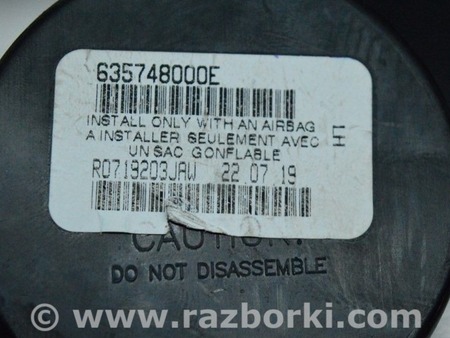 635748000E
INSTALL ONLY WITH AN AIRBAG
A INSTALLER SEULEMENT AVEC
UN SAC GONFLABLE
HI
R0719203JAW 22 07 19
CAUTION!
DO NOT DISASSEMBLE
© www.razborki.com